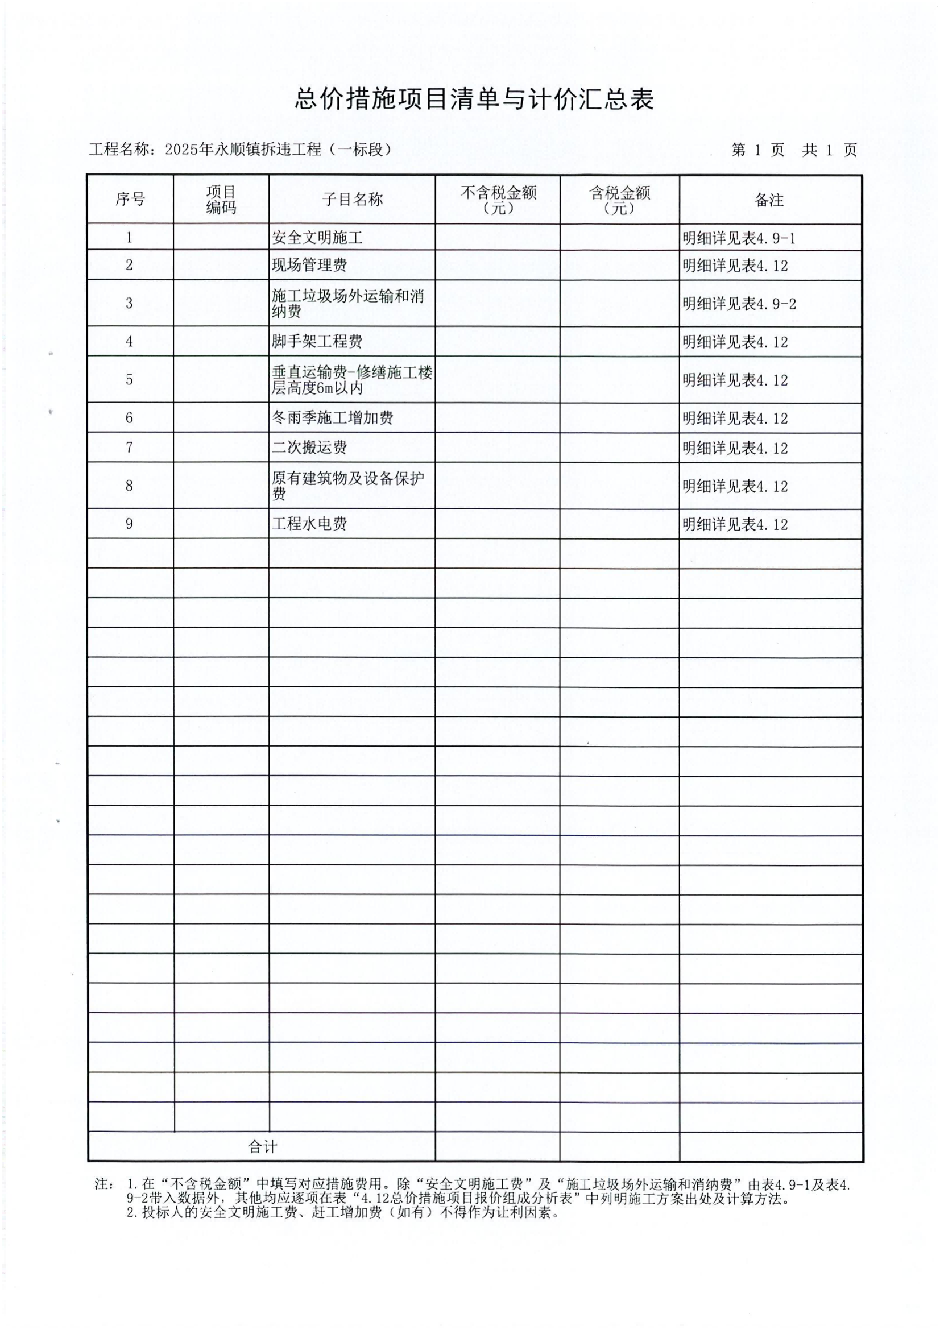 总价措施项目清单与计价汇总表
工程名称：2025年永顺镇拆违工程（一标段） 第 1 页 共 1 页
序号 项目编码 子目名称 不含税金额（元） 含税金额（元） 备注
1 安全文明施工 明细详见表4.9-1
2 现场管理费 明细详见表4.12
3 施工垃圾场外运输和消纳费 明细详见表4.9-2
4 脚手架工程费 明细详见表4.12
5 垂直运输费-修缮施工楼层高度6m以内 明细详见表4.12
6 冬雨季施工增加费 明细详见表4.12
7 二次搬运费 明细详见表4.12
8 原有建筑物及设备保护费 明细详见表4.12
9 工程水电费 明细详见表4.12
合计
注： 1.在“不含税金额”中填写对应措施费用。除“安全文明施工费”及“施工垃圾场外运输和消纳费”由表4.9-1及表4.
9-2带入数据外，其他均应逐项在表“4.12总价措施项目报价组成分析表”中列明施工方案出处及计算方法。
2.投标人的安全文明施工费、赶工增加费（如有）不得作为让利因素。